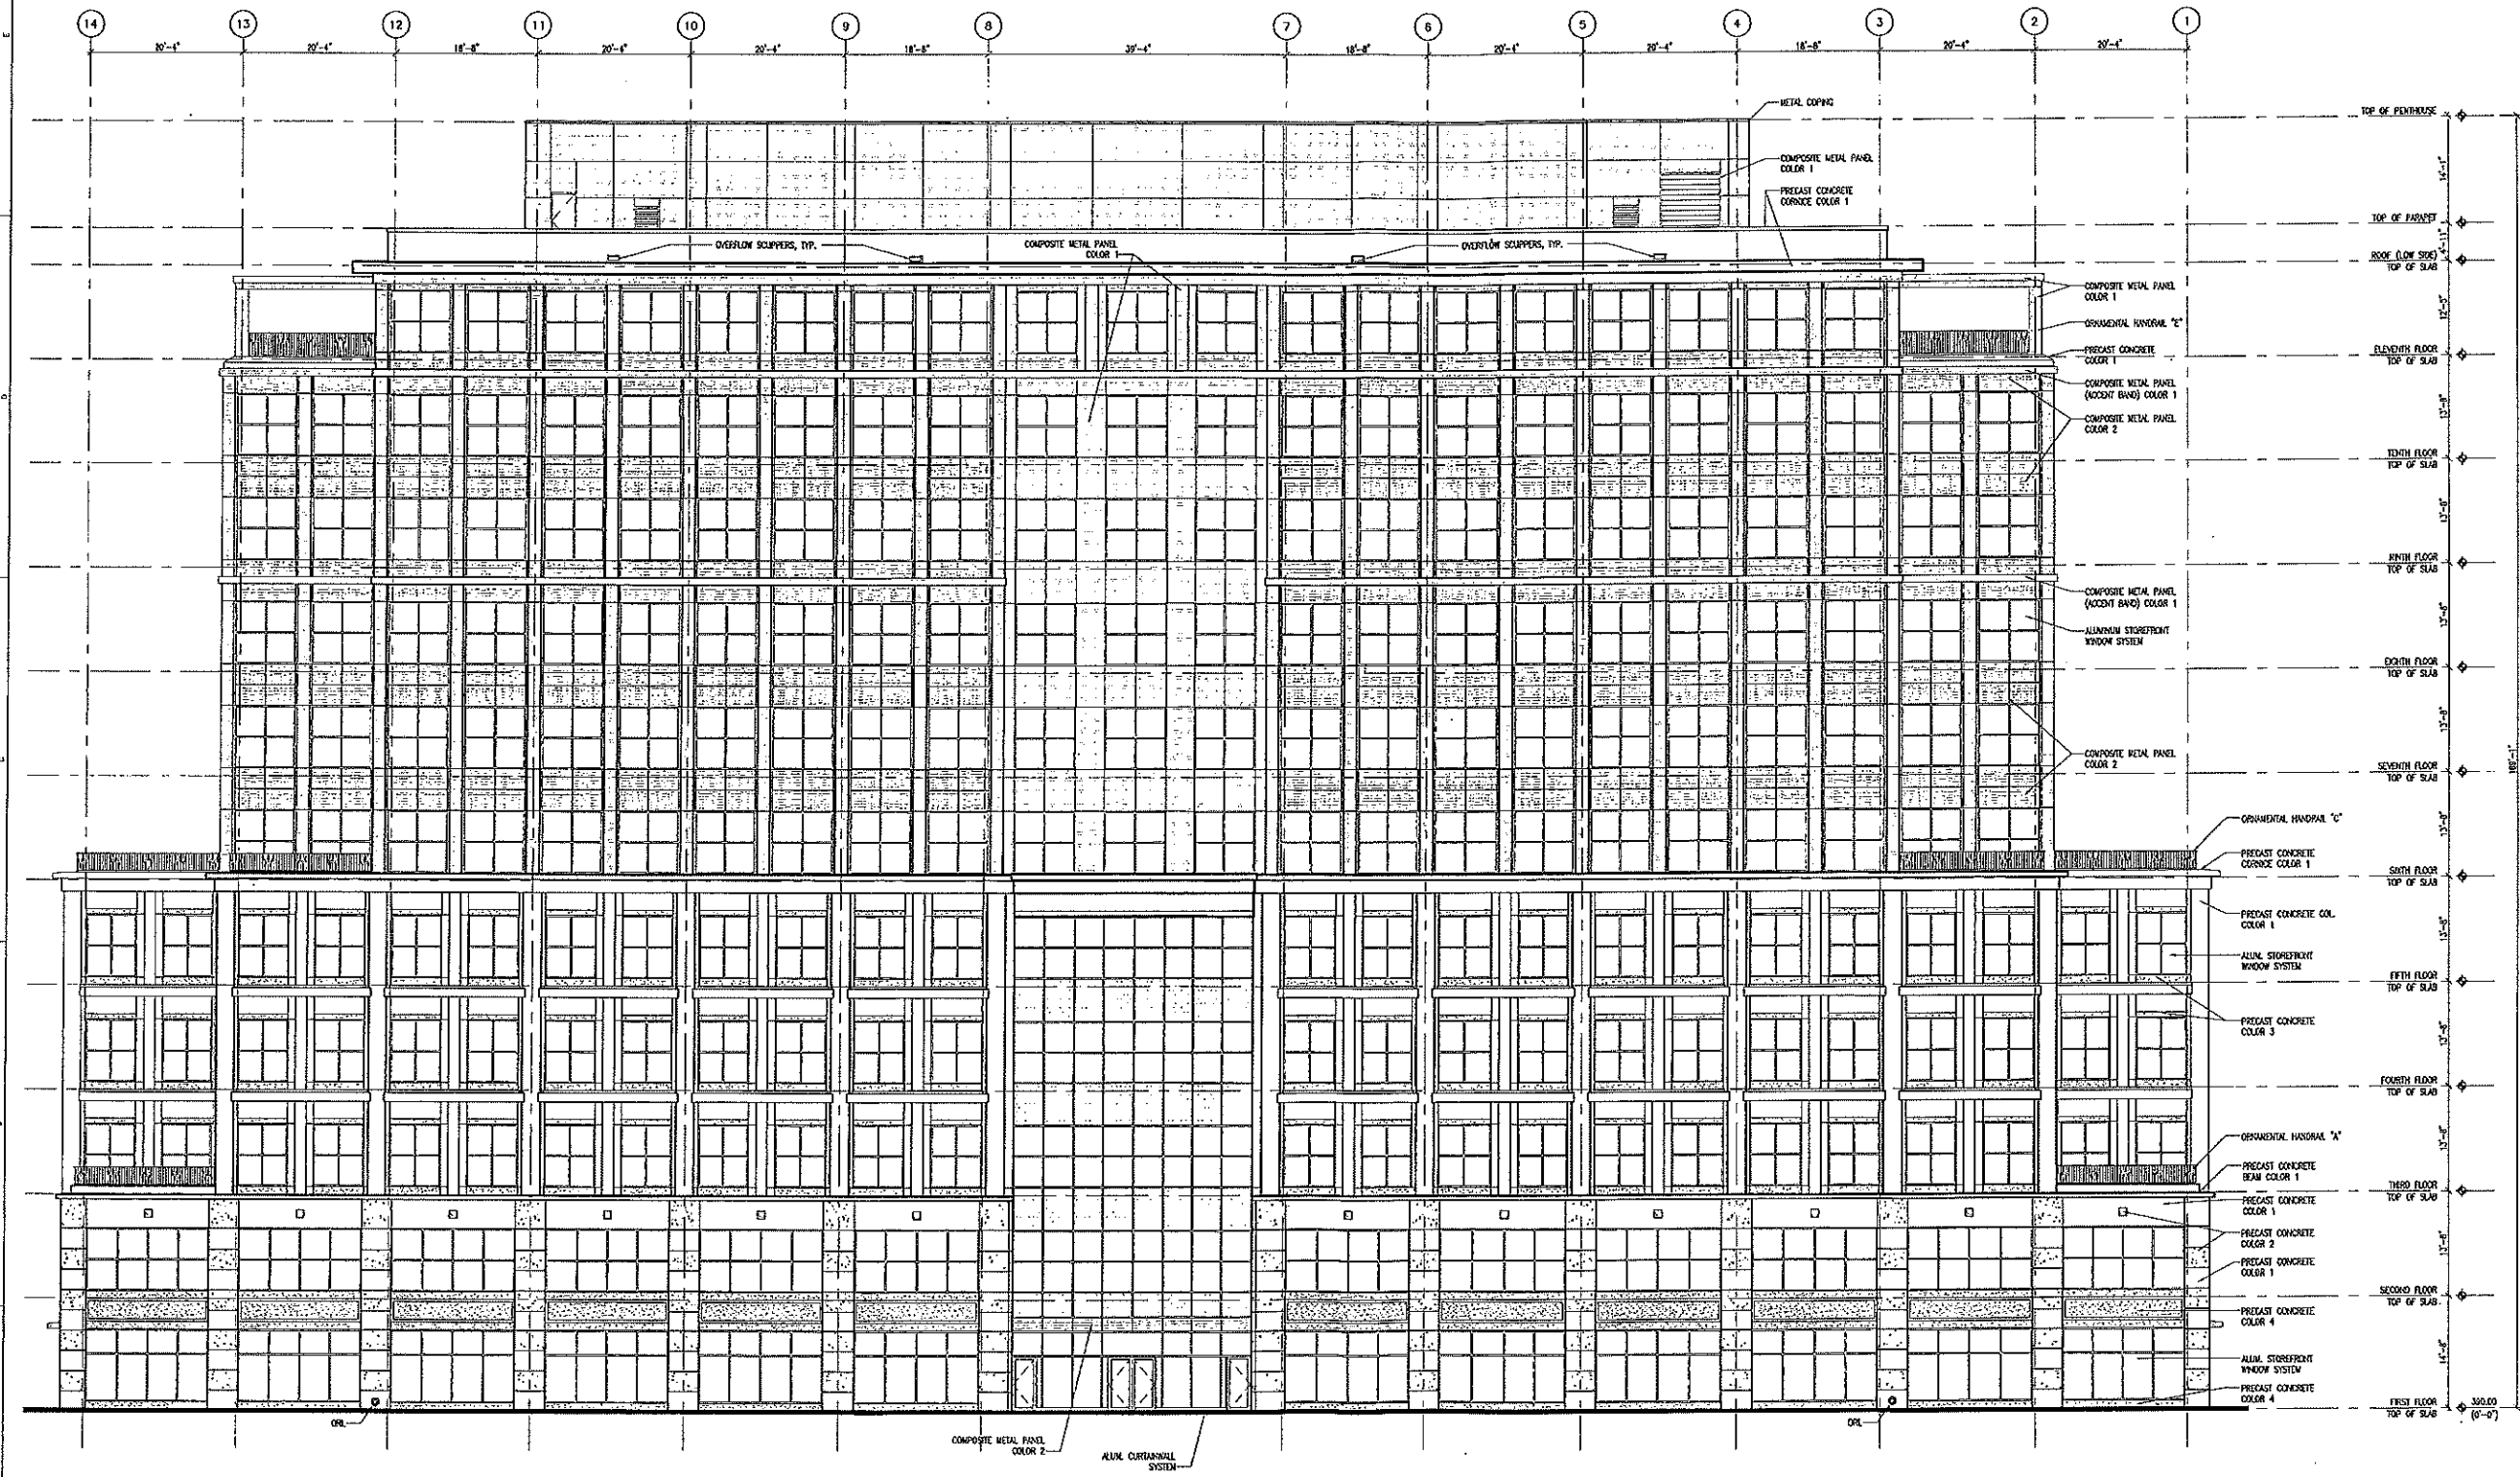 14
13
12
11
10
9
8
7
6
5
4
3
2
1
20'-4"
20'-4"
18'-8"
20'-4"
20'-4"
18'-8"
39'-4"
18'-8"
20'-4"
20'-4"
18'-8"
20'-4"
20'-4"
E
D
METAL COPING
TOP OF PENTHOUSE
COMPOSITE METAL PANEL
COLOR 1
14'-1"
PRECAST CONCRETE
CORNICE COLOR 1
TOP OF PARAPET
OVERFLOW SCUPPERS, TYP.
COMPOSITE METAL PANEL
COLOR 1
OVERFLOW SCUPPERS, TYP.
ROOF (LOW SIDE)
TOP OF SLAB
COMPOSITE METAL PANEL
COLOR 1
12'-5"
ORNAMENTAL HANDRAIL "E"
PRECAST CONCRETE
COLOR 1
ELEVENTH FLOOR
TOP OF SLAB
COMPOSITE METAL PANEL
(ACCENT BAND) COLOR 1
COMPOSITE METAL PANEL
COLOR 2
TENTH FLOOR
TOP OF SLAB
NINTH FLOOR
TOP OF SLAB
COMPOSITE METAL PANEL
(ACCENT BAND) COLOR 1
ALUMINUM STOREFRONT
WINDOW SYSTEM
EIGHTH FLOOR
TOP OF SLAB
COMPOSITE METAL PANEL
COLOR 2
SEVENTH FLOOR
TOP OF SLAB
ORNAMENTAL HANDRAIL "C"
PRECAST CONCRETE
CORNICE COLOR 1
SIXTH FLOOR
TOP OF SLAB
PRECAST CONCRETE COL.
COLOR 1
ALUM. STOREFRONT
WINDOW SYSTEM
FIFTH FLOOR
TOP OF SLAB
PRECAST CONCRETE
COLOR 3
FOURTH FLOOR
TOP OF SLAB
ORNAMENTAL HANDRAIL "A"
PRECAST CONCRETE
BEAM COLOR 1
THIRD FLOOR
TOP OF SLAB
PRECAST CONCRETE
COLOR 1
PRECAST CONCRETE
COLOR 2
PRECAST CONCRETE
COLOR 1
SECOND FLOOR
TOP OF SLAB
PRECAST CONCRETE
COLOR 4
14'-8"
ALUM. STOREFRONT
WINDOW SYSTEM
PRECAST CONCRETE
COLOR 4
FIRST FLOOR
TOP OF SLAB
390.00
(0'-0")
ORL
ORL
COMPOSITE METAL PANEL
COLOR 2
ALUM. CURTAINWALL
SYSTEM